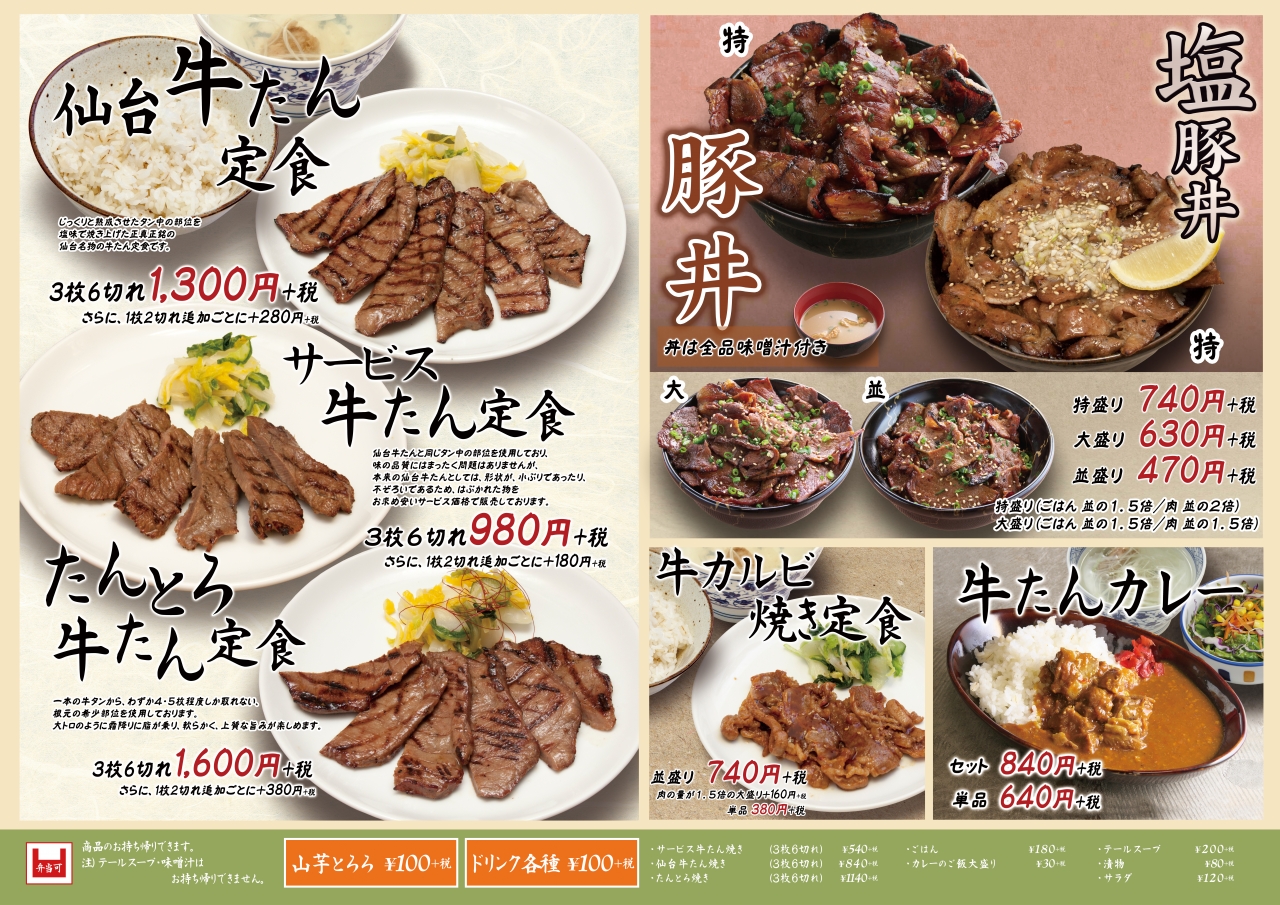 仙台牛たん
定食
じっくりと熟成させたタン中の部位を
塩味で焼き上げた正真正銘の
仙台名物の牛たん定食です。
3枚6切れ1,300円+税
さらに、1枚2切れ追加ごとに+280円+税
サービス
牛たん定食
仙台牛たんと同じタン中の部位を使用しており、
味の品質にはまったく問題はありませんが、
本来の仙台牛たんとしては、形状が、小ぶりであったり、
不ぞろいであるため、はぶかれた物を
お求め安いサービス価格で販売しております。
3枚6切れ980円+税
さらに、1枚2切れ追加ごとに+180円+税
たんとろ
牛たん定食
一本の牛タンから、わずか4・5枚程度しか取れない、
根元の希少部位を使用しております。
大トロのように霜降りに脂が乗り、軟らかく、上質な旨みが楽しめます。
3枚6切れ1,600円+税
さらに、1枚2切れ追加ごとに+380円+税
特
豚丼
丼は全品味噌汁付き
塩豚丼
特
大
並
特盛り 740円+税
大盛り 630円+税
並盛り 470円+税
特盛り(ごはん 並の1.5倍/肉 並の2倍)
大盛り(ごはん 並の1.5倍/肉 並の1.5倍)
牛カルビ
焼き定食
並盛り 740円+税
肉の量が1.5倍の大盛り+160円+税
単品 380円+税
牛たんカレー
セット 840円+税
単品 640円+税
弁当可
商品のお持ち帰りできます。
注)テールスープ・味噌汁は
お持ち帰りできません。
山芋とろろ ¥100+税
ドリンク各種 ¥100+税
・サービス牛たん焼き (3枚6切れ) ¥540+税
・仙台牛たん焼き (3枚6切れ) ¥840+税
・たんとろ焼き (3枚6切れ) ¥1140+税
・ごはん ¥180+税
・カレーのご飯大盛り ¥30+税
・テールスープ ¥200+税
・漬物 ¥80+税
・サラダ ¥120+税